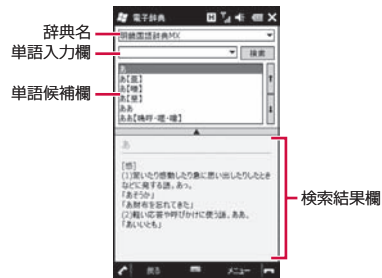 電子辞書
辞典名
明鏡国語辞典MX
単語入力欄
検索
単語候補欄
あ
あ【亜】
あ【唖】
ああ
ああ【嗚呼・嗟・噫】
あ
[感]
(1)驚いたり感動したり急に思い出したりしたとき
などに発する語。あっ。
「あそうか」
「あ財布を忘れてきた」
(2)軽い応答や呼びかけに使う語。ああ。
「あいいとも」
検索結果欄
戻る
メニュー